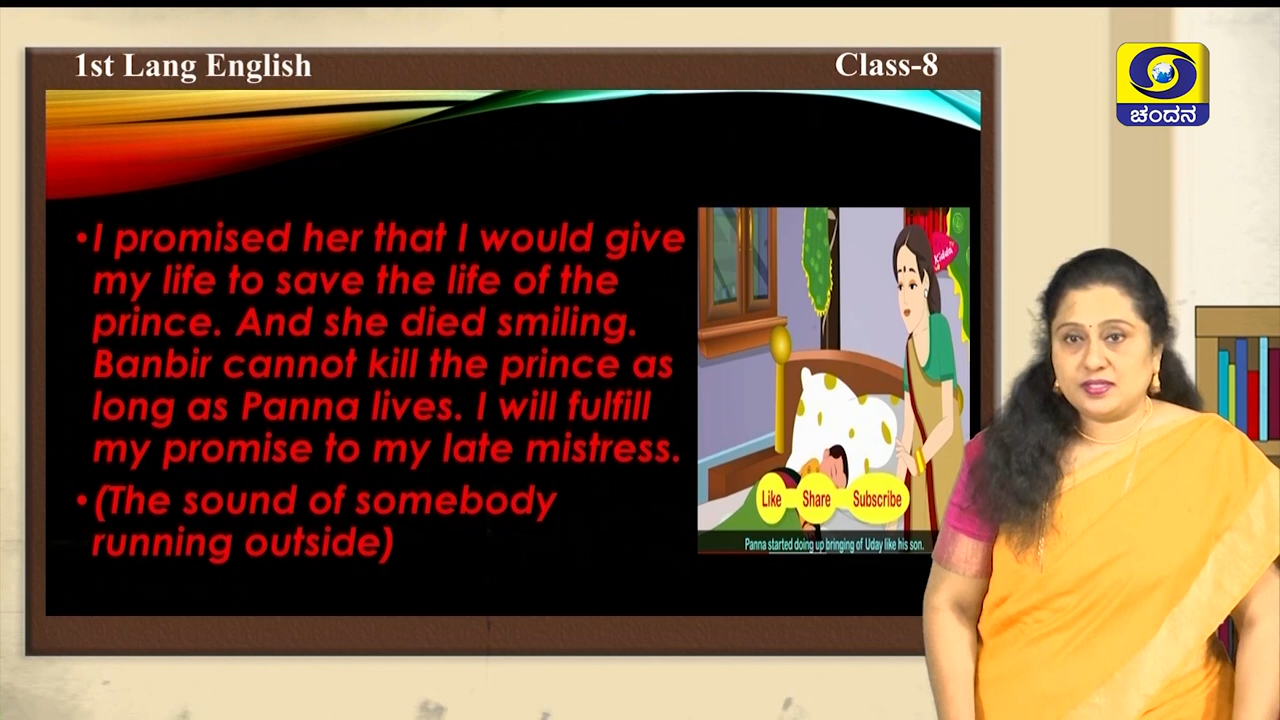 1st Lang English
Class-8
ಚಂದನ
•I promised her that I would give
my life to save the life of the
prince. And she died smiling.
Banbir cannot kill the prince as
long as Panna lives. I will fulfill
my promise to my late mistress.
•(The sound of somebody
running outside)
Like
Share
Subscribe
Panna started doing up bringing of Uday like his son.